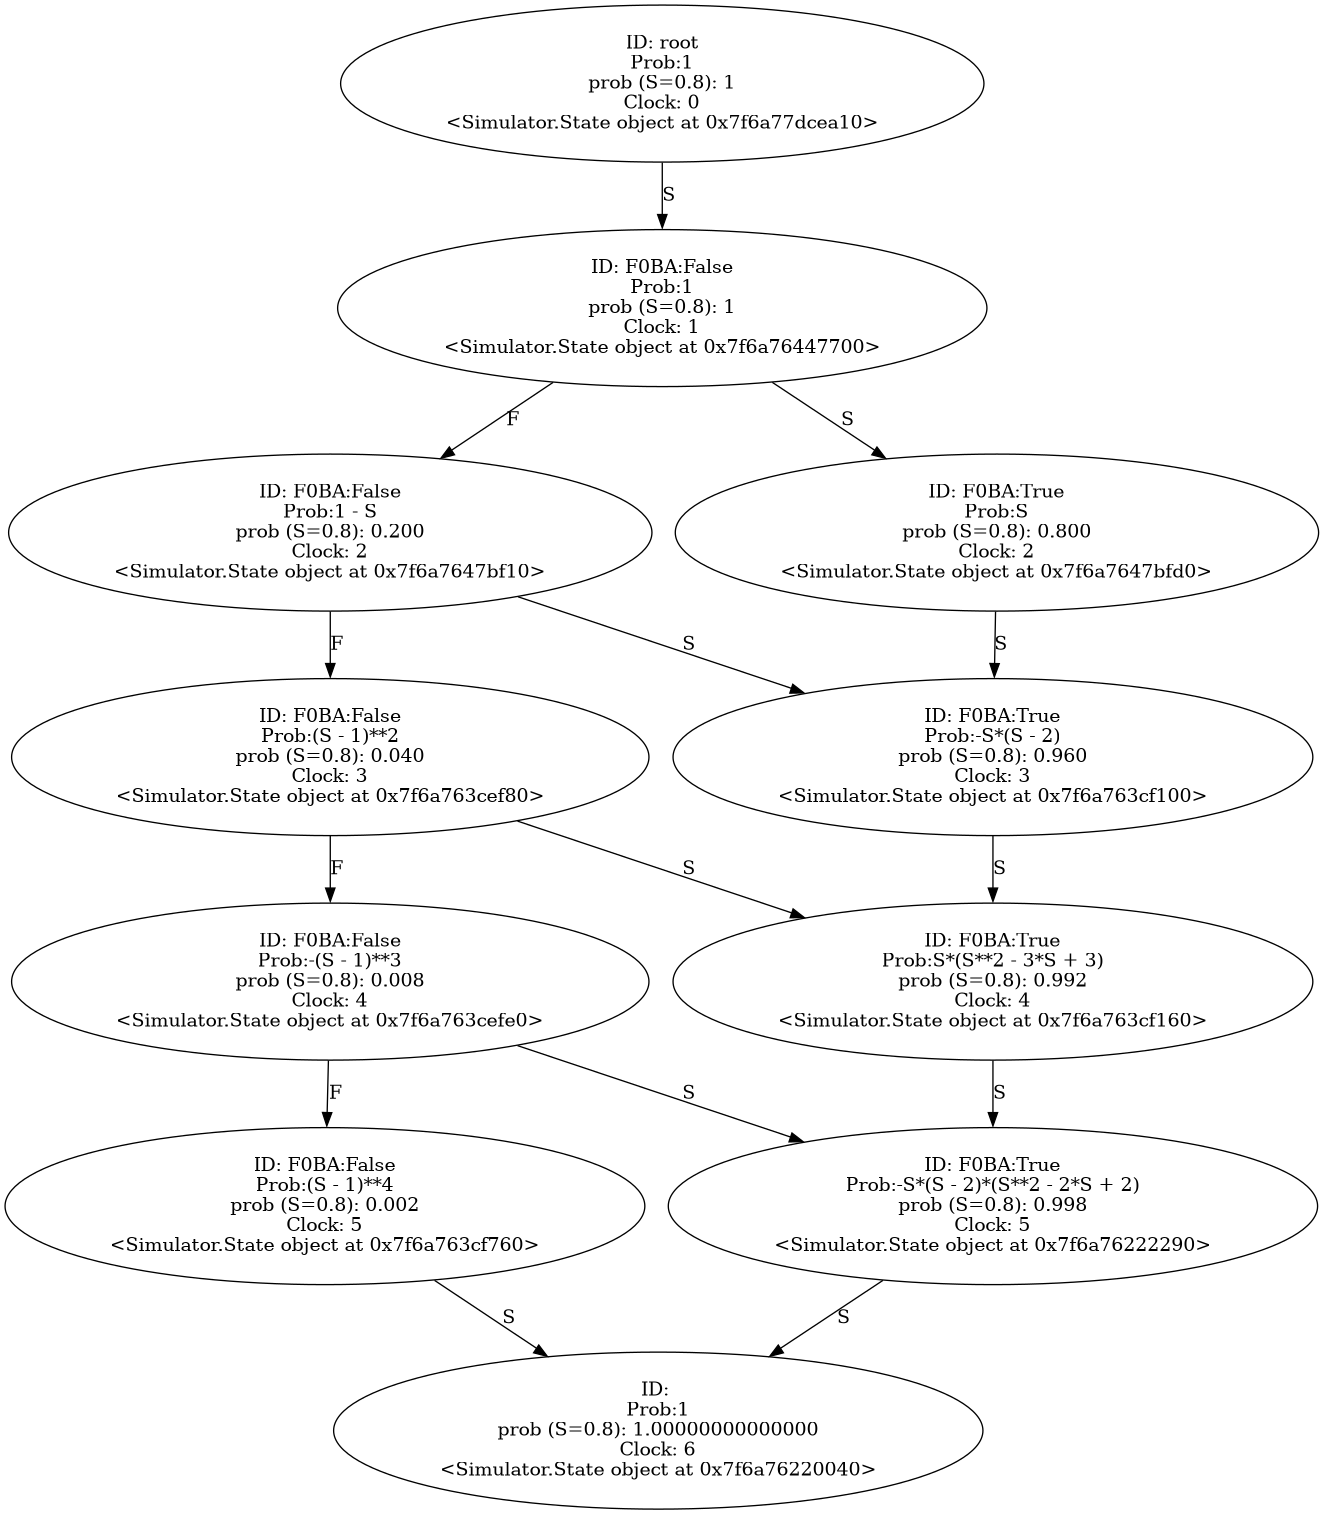 ID: root
Prob:1
prob (S=0.8): 1
Clock: 0
<Simulator.State object at 0x7f6a77dcea10>
S
ID: F0BA:False
Prob:1
prob (S=0.8): 1
Clock: 1
<Simulator.State object at 0x7f6a76447700>
F
S
ID: F0BA:False
Prob:1 - S
prob (S=0.8): 0.200
Clock: 2
<Simulator.State object at 0x7f6a7647bf10>
ID: F0BA:True
Prob:S
prob (S=0.8): 0.800
Clock: 2
<Simulator.State object at 0x7f6a7647bfd0>
F
S
S
ID: F0BA:False
Prob:(S - 1)**2
prob (S=0.8): 0.040
Clock: 3
<Simulator.State object at 0x7f6a763cef80>
ID: F0BA:True
Prob:-S*(S - 2)
prob (S=0.8): 0.960
Clock: 3
<Simulator.State object at 0x7f6a763cf100>
F
S
S
ID: F0BA:False
Prob:-(S - 1)**3
prob (S=0.8): 0.008
Clock: 4
<Simulator.State object at 0x7f6a763cefe0>
ID: F0BA:True
Prob:S*(S**2 - 3*S + 3)
prob (S=0.8): 0.992
Clock: 4
<Simulator.State object at 0x7f6a763cf160>
F
S
S
ID: F0BA:False
Prob:(S - 1)**4
prob (S=0.8): 0.002
Clock: 5
<Simulator.State object at 0x7f6a763cf760>
ID: F0BA:True
Prob:-S*(S - 2)*(S**2 - 2*S + 2)
prob (S=0.8): 0.998
Clock: 5
<Simulator.State object at 0x7f6a76222290>
S
S
ID:
Prob:1
prob (S=0.8): 1.00000000000000
Clock: 6
<Simulator.State object at 0x7f6a76220040>